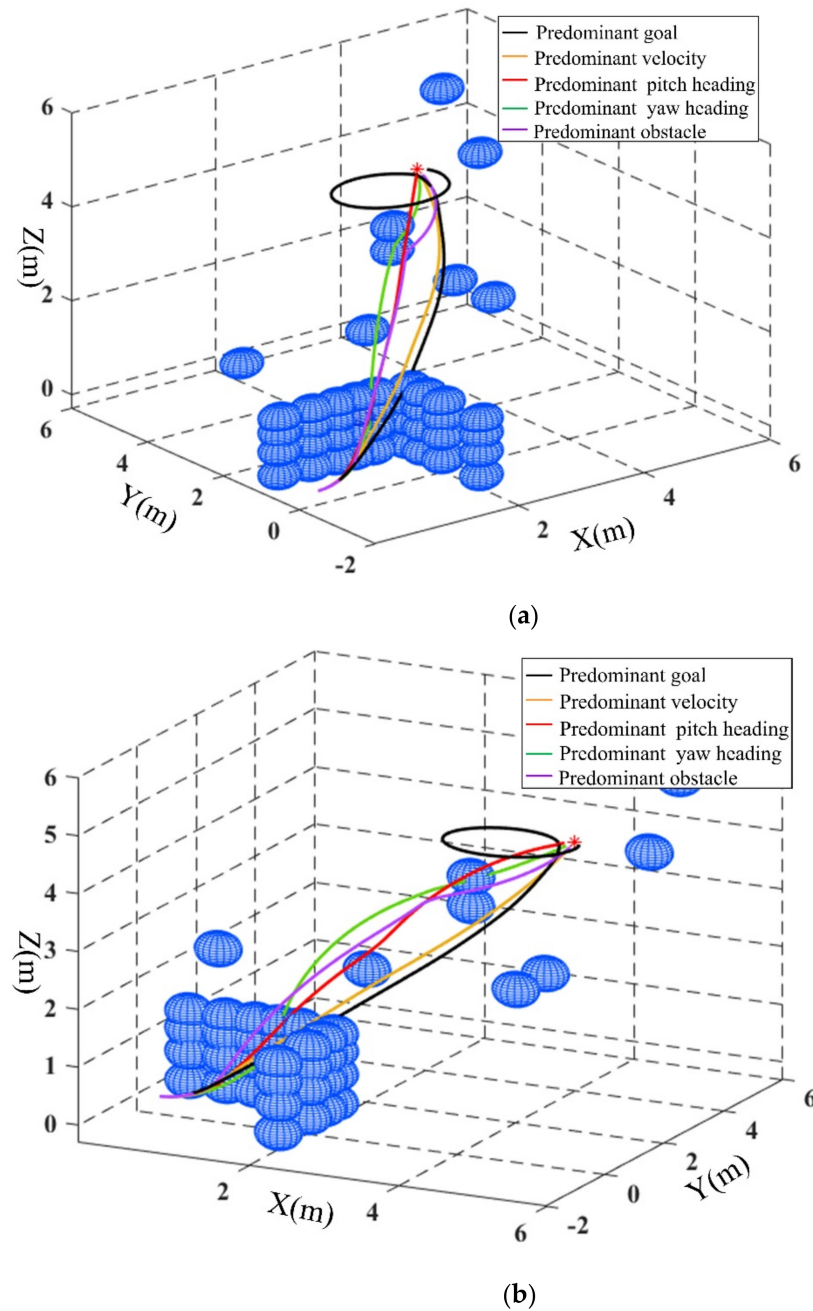 Predominant goal
Predominant velocity
Predominant pitch heading
Predominant yaw heading
Predominant obstacle
6
4
2
0
Z(m)
6
4
2
0
-2
Y(m)
2
4
6
X(m)
(a)
Predominant goal
Predominant velocity
Predominant pitch heading
Predominant yaw heading
Predominant obstacle
6
5
4
3
2
1
0
Z(m)
2
4
6
X(m)
-2
0
2
4
6
Y(m)
(b)